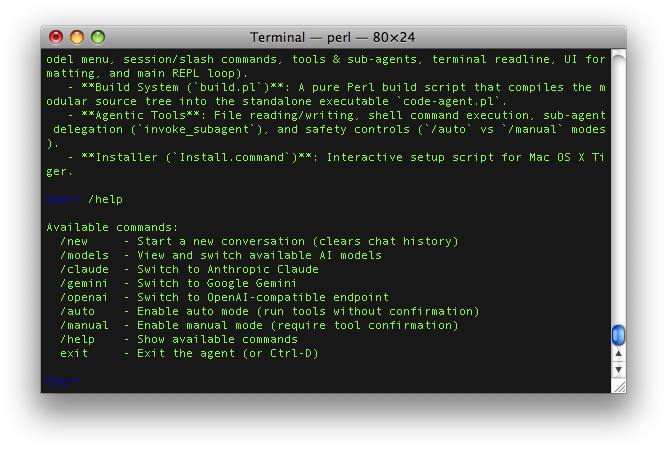 Terminal — perl — 80×24
odel menu, session/slash commands, tools & sub-agents, terminal readline, UI for
matting, and main REPL loop).
   - **Build System (`build.pl`)**: A pure Perl build script that compiles the m
odular source tree into the standalone executable `code-agent.pl`.
   - **Agentic Tools**: File reading/writing, shell command execution, sub-agent
 delegation (`invoke_subagent`), and safety controls (`/auto` vs `/manual` modes
).
   - **Installer (`Install.command`)**: Interactive setup script for Mac OS X Ti
ger.
/help
Available commands:
  /new     - Start a new conversation (clears chat history)
  /models  - View and switch available AI models
  /claude  - Switch to Anthropic Claude
  /gemini  - Switch to Google Gemini
  /openai  - Switch to OpenAI-compatible endpoint
  /auto    - Enable auto mode (run tools without confirmation)
  /manual  - Enable manual mode (require tool confirmation)
  /help    - Show available commands
  exit     - Exit the agent (or Ctrl-D)